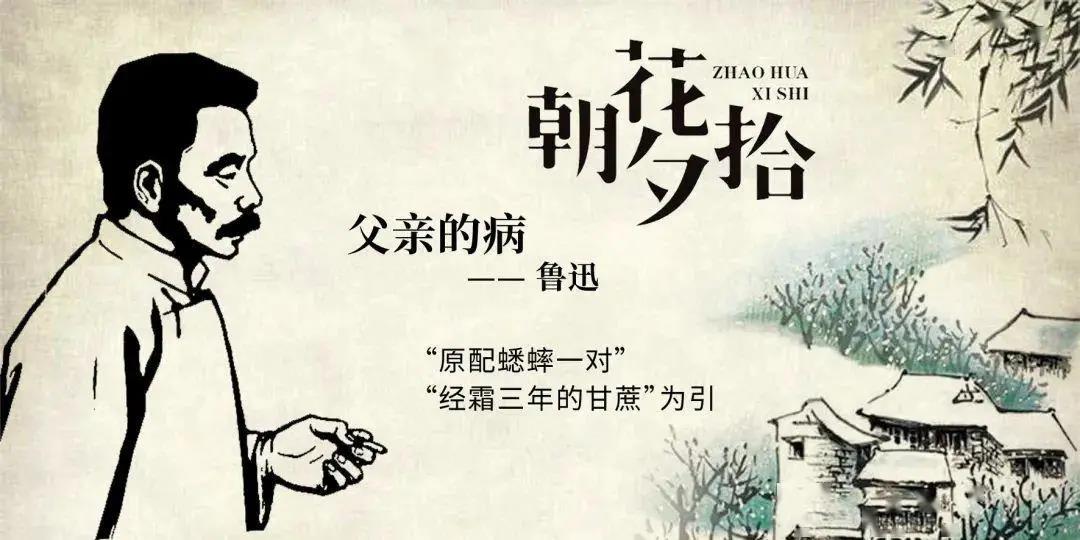 朝花夕拾
ZHAO HUA
XI SHI
父亲的病
—— 鲁迅
“原配蟋蟀一对”
“经霜三年的甘蔗”为引